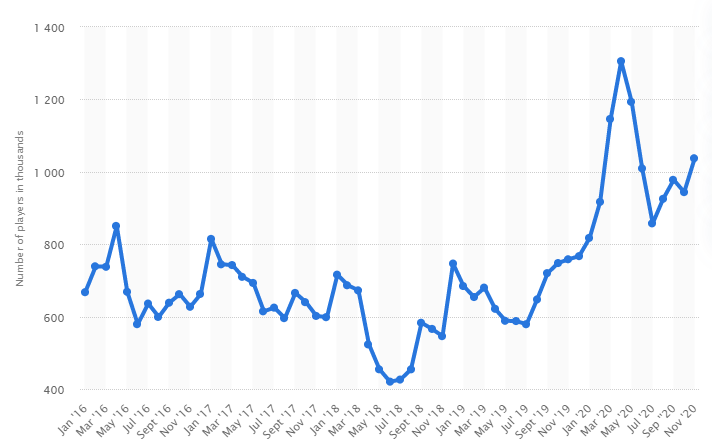 1 400
1 200
1 000
800
600
400
Number of players in thousands
Jan '16
Mar '16
May '16
Jul '16
Sept '16
Nov '16
Jan '17
Mar '17
May '17
Jul '17
Sept'17
Nov '17
Jan '18
Mar '18
May '18
Jul '18
Sept '18
Nov '18
Jan '19
Mar '19
May '19
Jul' '19
Sept '19
Nov '19
Jan '20
Mar '20
May '20
Jul '20
Sep '20
Nov '20